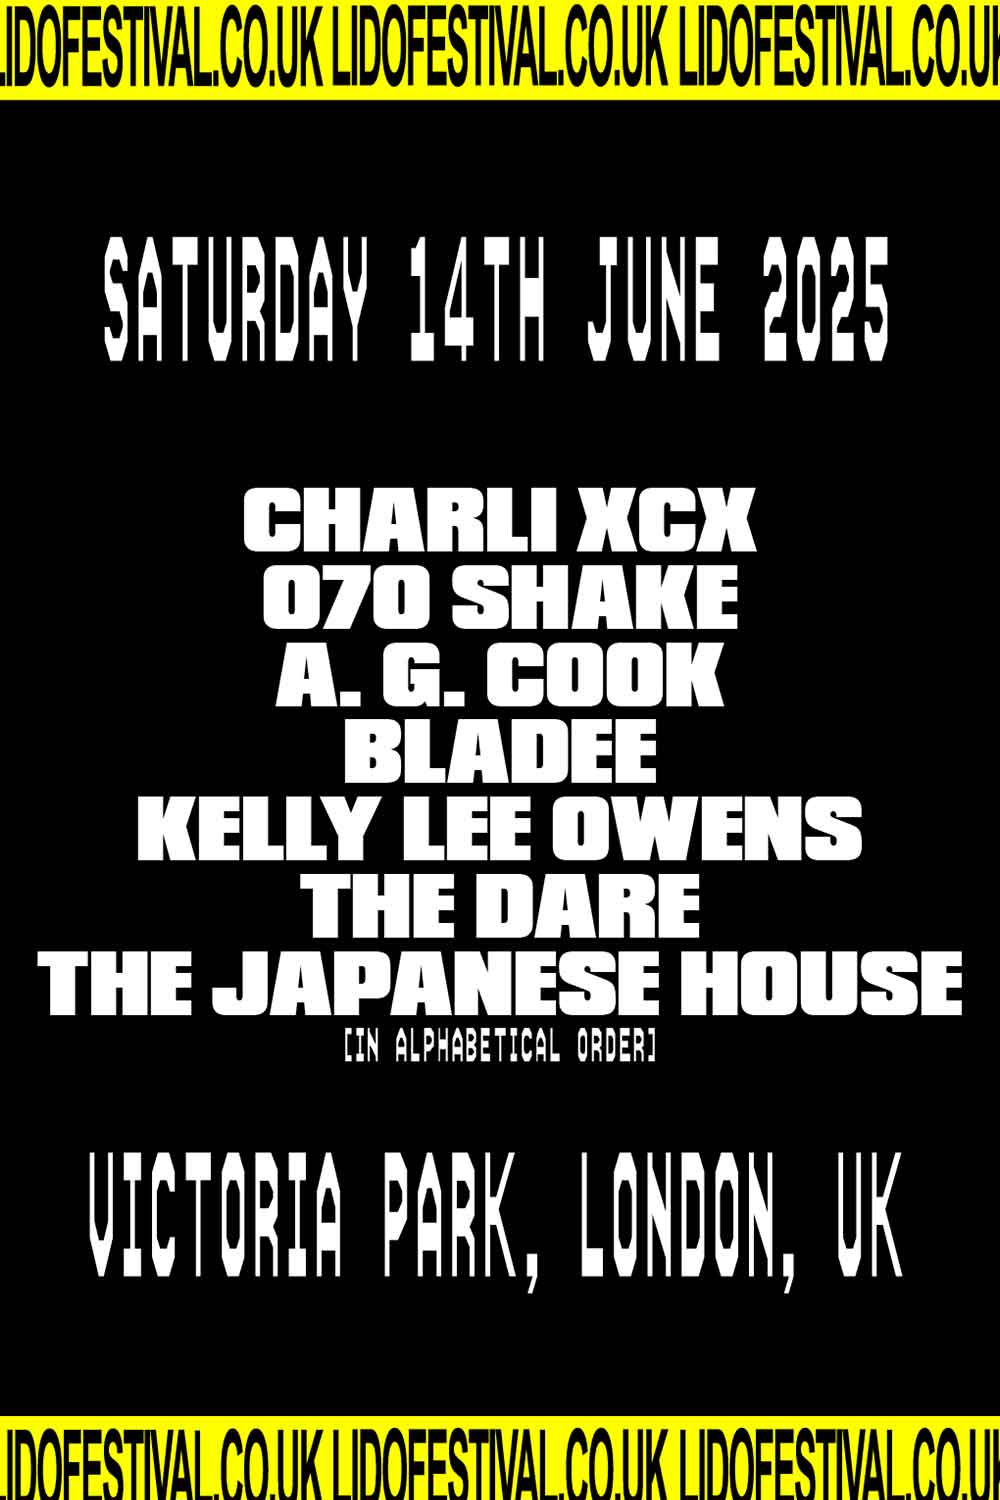 LIDOFESTIVAL.CO.UK LIDOFESTIVAL.CO.UK LIDOFESTIVAL.CO.UK
SATURDAY 14TH JUNE 2025
CHARLI XCX
070 SHAKE
A. G. COOK
BLADEE
KELLY LEE OWENS
THE DARE
THE JAPANESE HOUSE
[IN ALPHABETICAL ORDER]
VICTORIA PARK, LONDON, UK
LIDOFESTIVAL.CO.UK LIDOFESTIVAL.CO.UK LIDOFESTIVAL.CO.UK